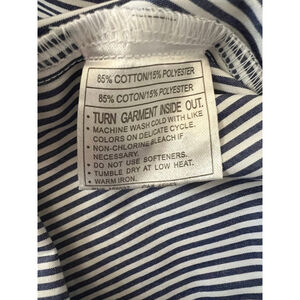 85% COTTON/15% POLYESTER
85% COTON/15% POLYESTER
• TURN GARMENT INSIDE OUT.
• MACHINE WASH COLD WITH LIKE
COLORS ON DELICATE CYCLE.
• NON-CHLORINE BLEACH IF
NECESSARY.
• DO NOT USE SOFTENERS.
• TUMBLE DRY AT LOW HEAT.
• WARM IRON.